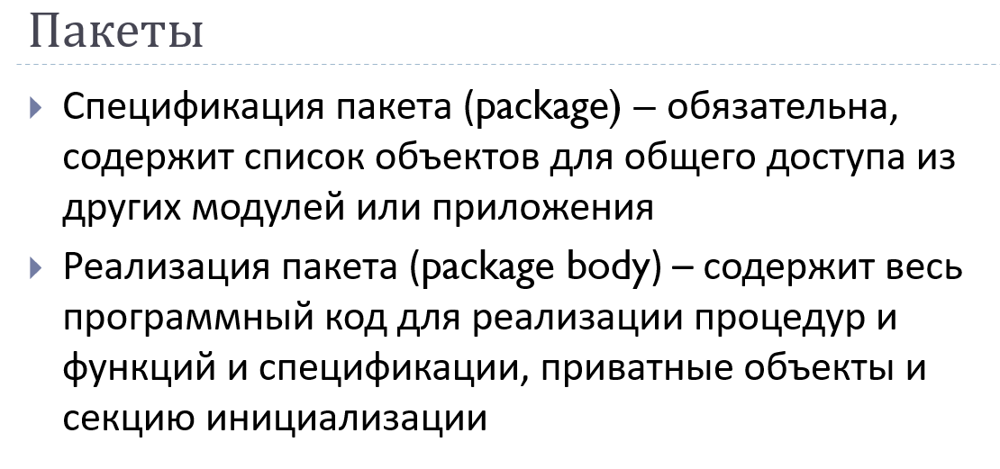 Пакеты
Спецификация пакета (package) – обязательна,
содержит список объектов для общего доступа из
других модулей или приложения
Реализация пакета (package body) – содержит весь
программный код для реализации процедур и
функций и спецификации, приватные объекты и
секцию инициализации